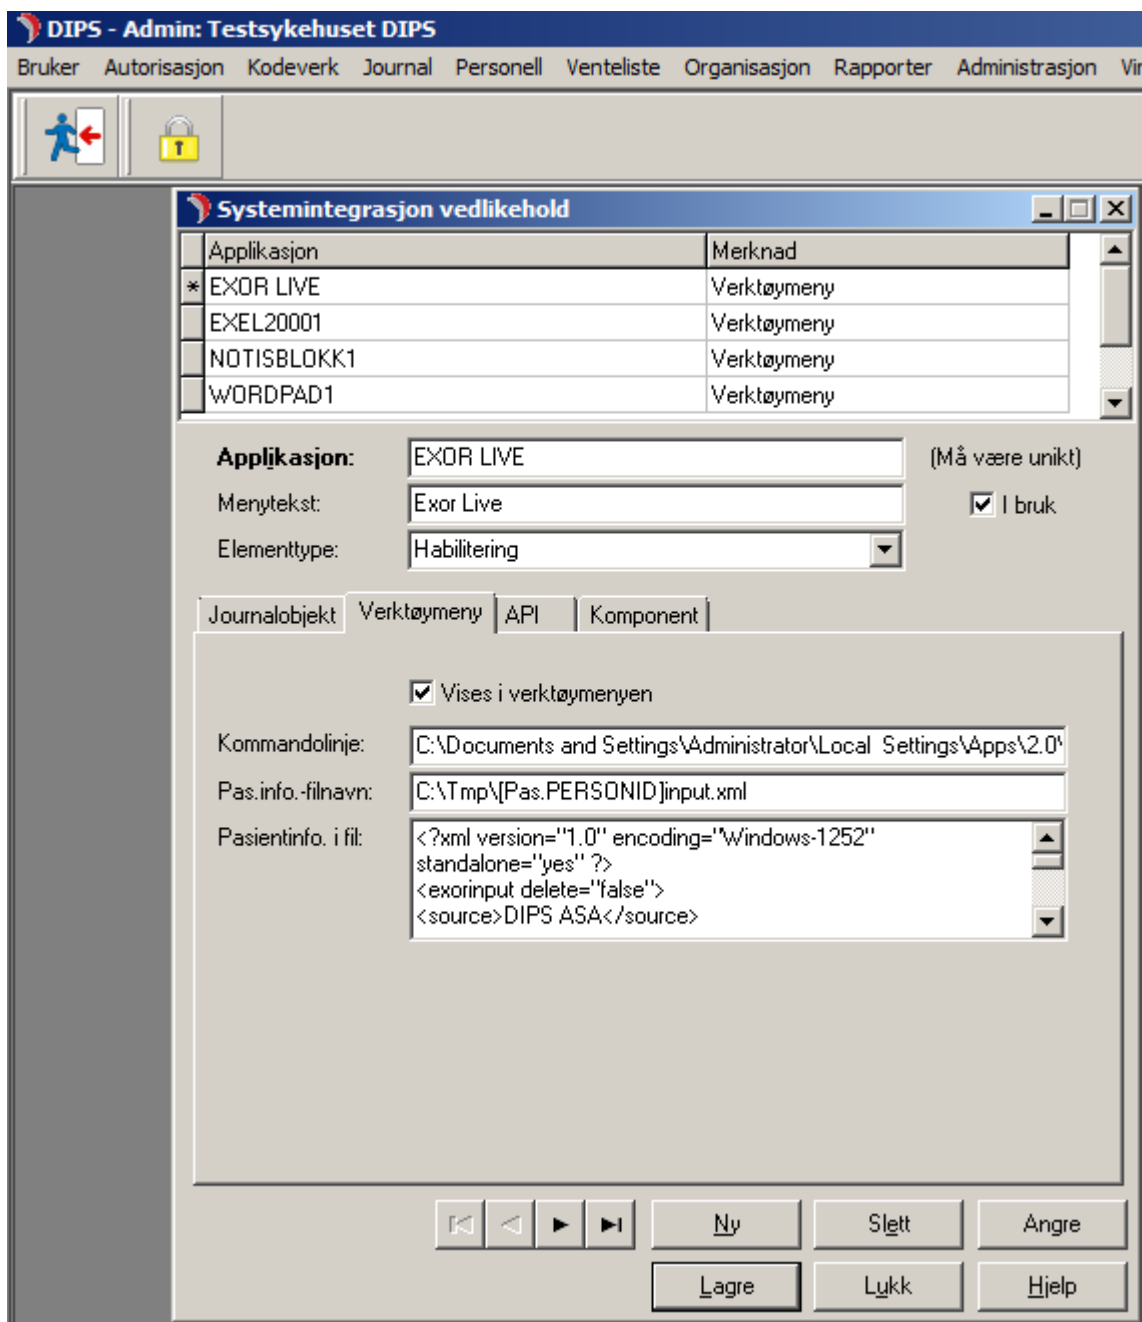 DIPS - Admin: Testsykehuset DIPS
Bruker Autorisasjon Kodeverk Journal Personell Venteliste Organisasjon Rapporter Administrasjon Vir
Systemintegrasjon vedlikehold
Applikasjon Merknad
* EXOR LIVE Verktøymeny
EXEL20001 Verktøymeny
NOTISBLOKK1 Verktøymeny
WORDPAD1 Verktøymeny
Applikasjon: EXOR LIVE (Må være unikt)
Menytekst: Exor Live I bruk
Elementtype: Habilitering
Journalobjekt Verktøymeny API Komponent
Vises i verktøymenyen
Kommandolinje: C:\Documents and Settings\Administrator\Local Settings\Apps\2.0\
Pas.info.-filnavn: C:\Tmp\[Pas.PERSONID]input.xml
Pasientinfo. i fil: <?xml version="1.0" encoding="Windows-1252"
standalone="yes" ?>
<exorinput delete="false">
<source>DIPS ASA</source>
Ny Slett Angre
Lagre Lukk Hjelp